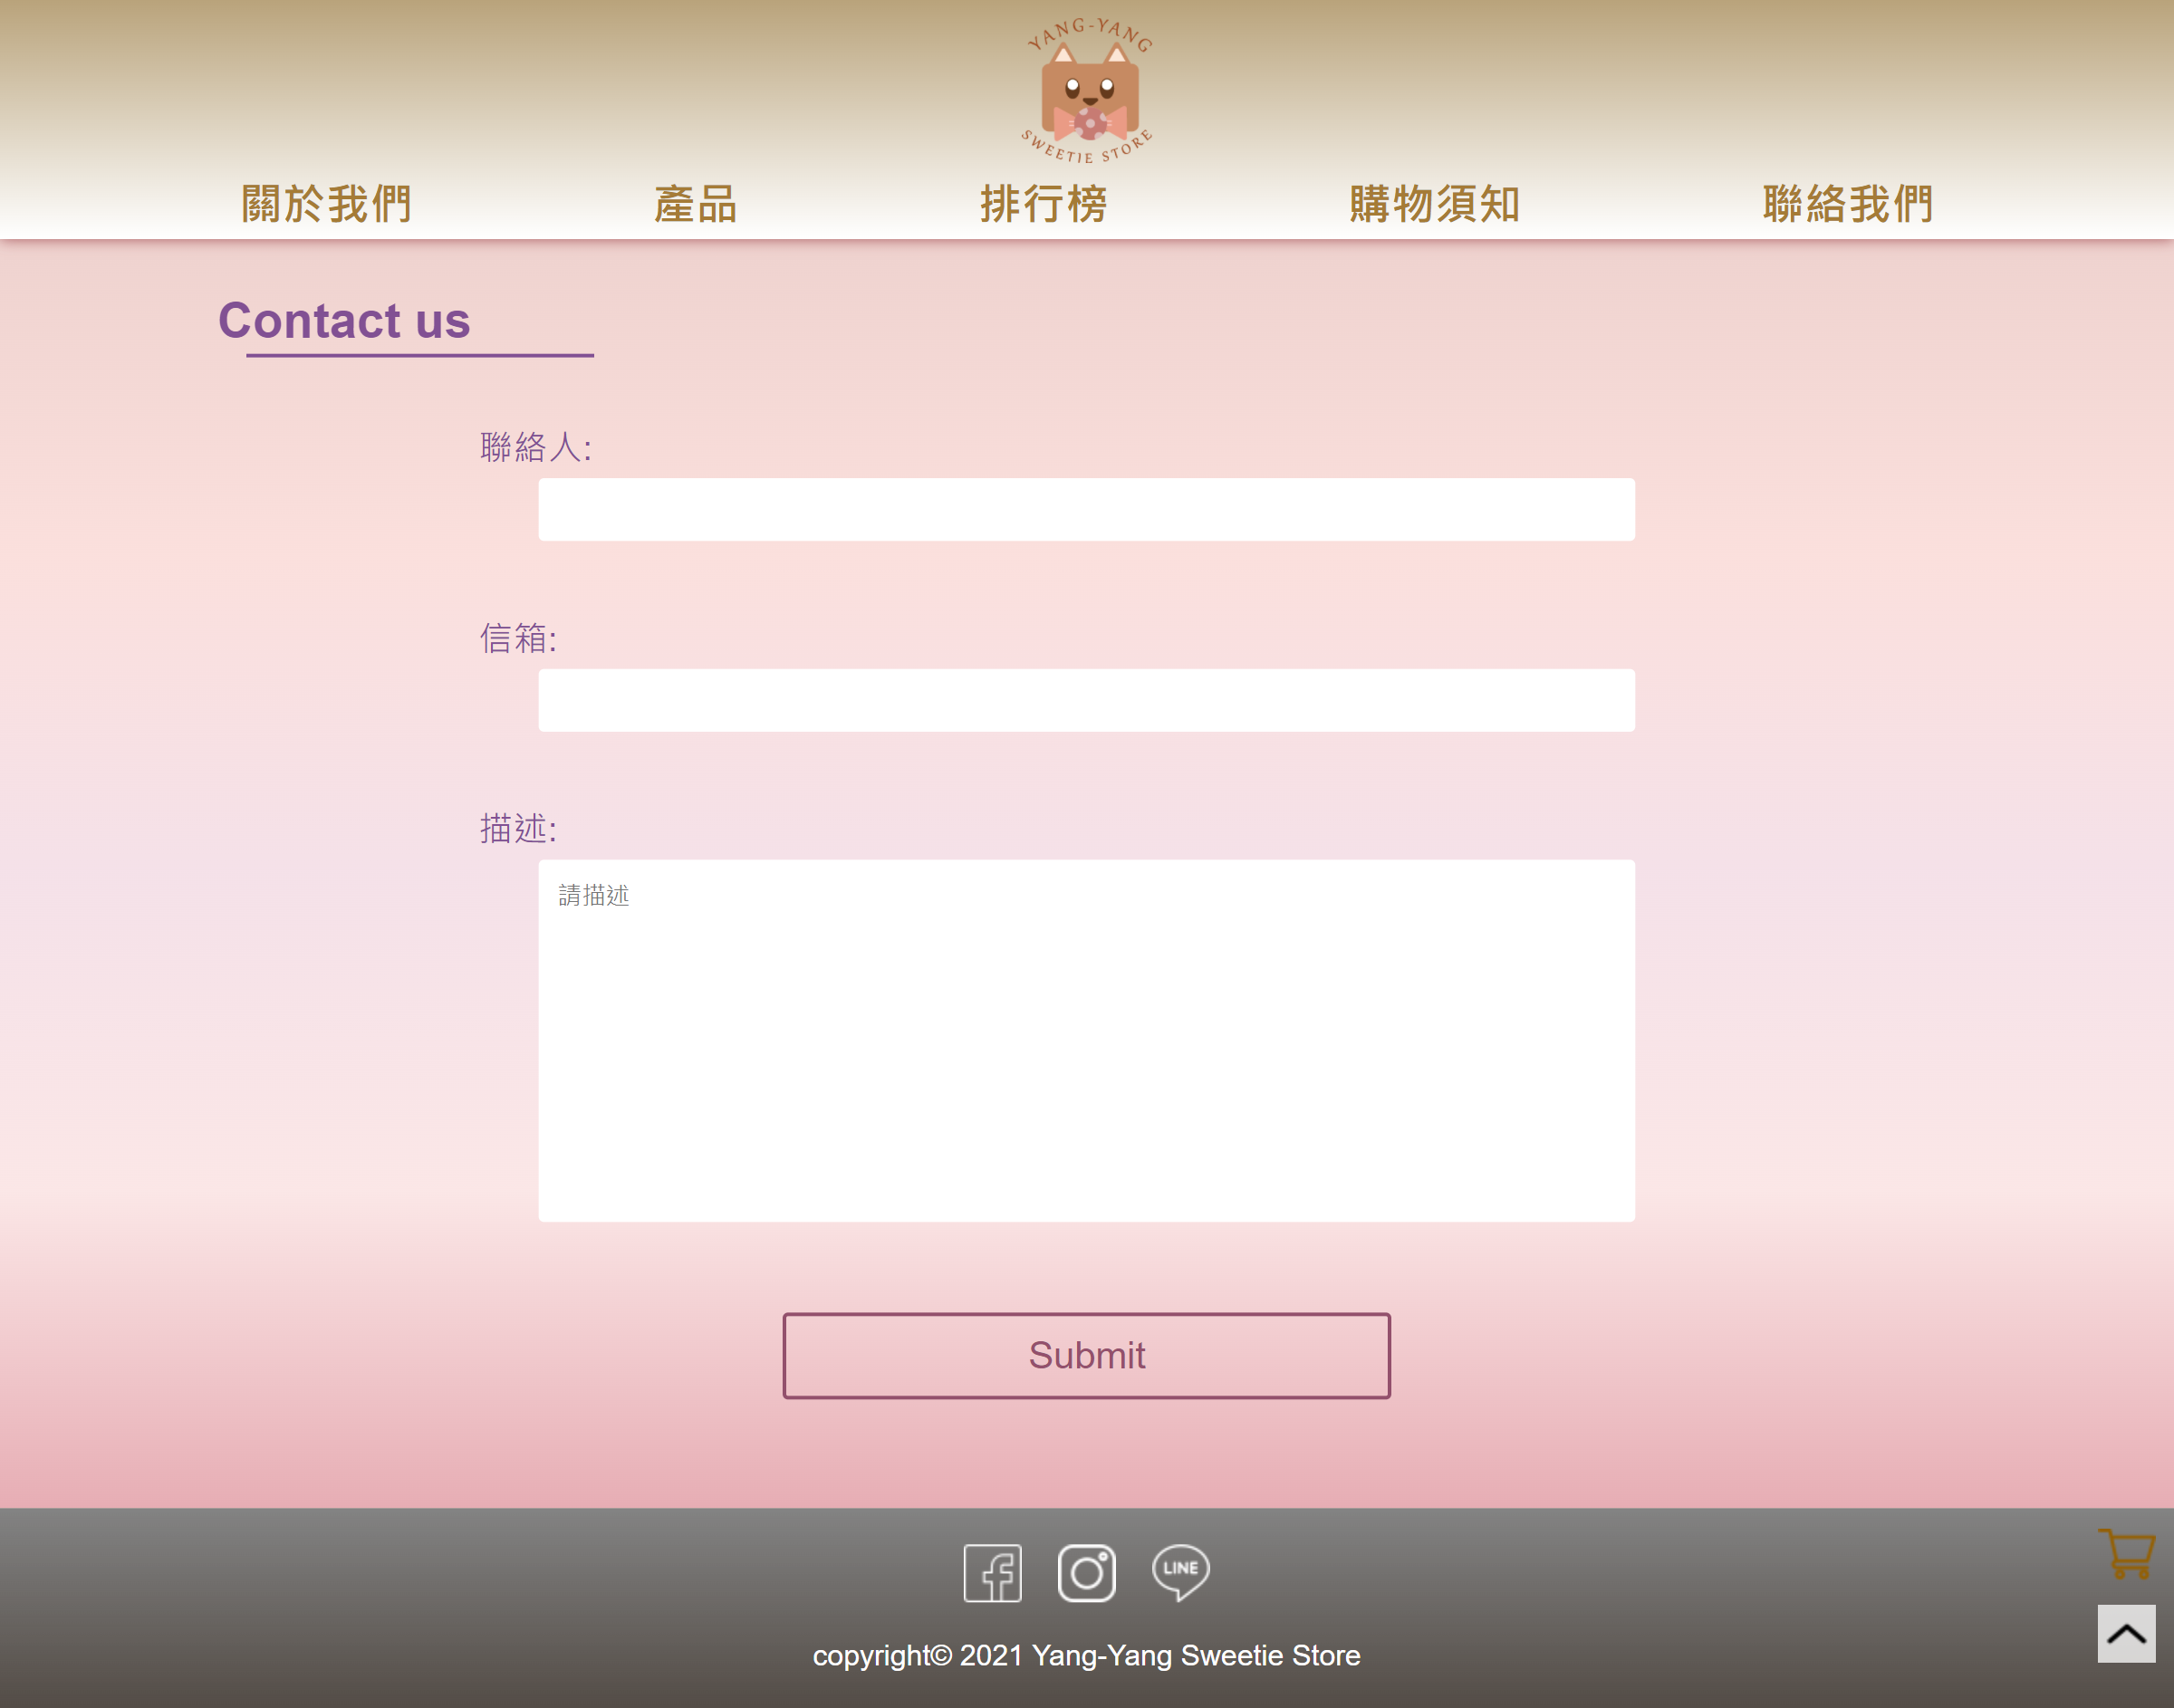 YANG-YANG
SWEETIE STORE
關於我們 產品 排行榜 購物須知 聯絡我們
Contact us
聯絡人:
信箱:
描述:
請描述
Submit
LINE
copyright© 2021 Yang-Yang Sweetie Store